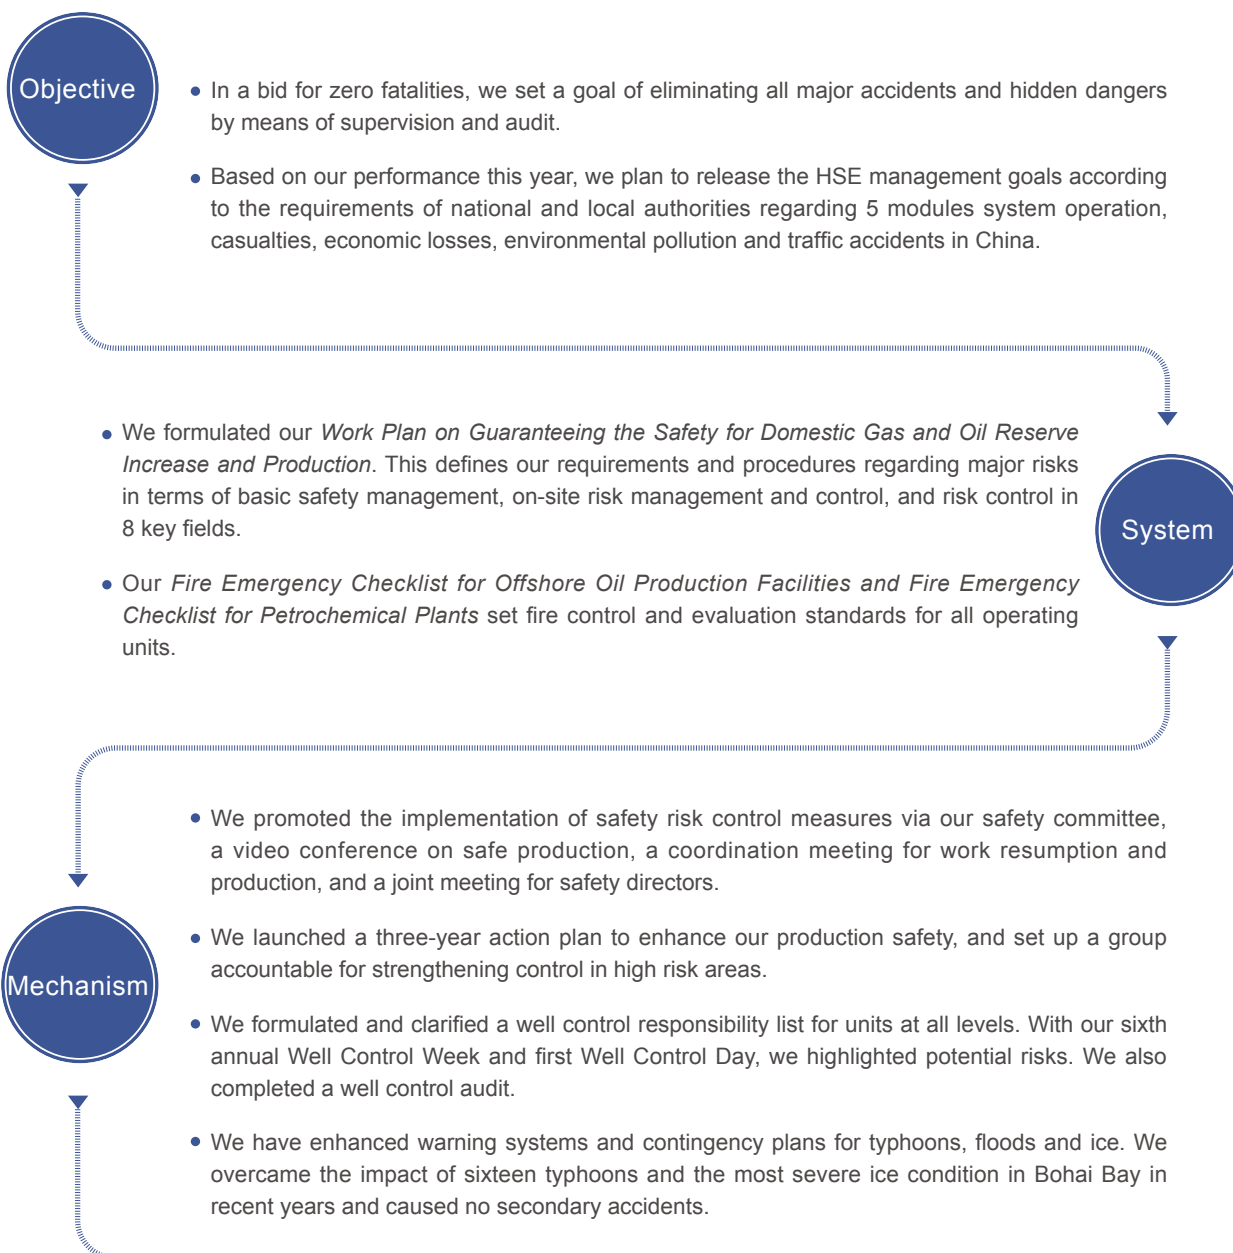 Objective
• In a bid for zero fatalities, we set a goal of eliminating all major accidents and hidden dangers
by means of supervision and audit.
• Based on our performance this year, we plan to release the HSE management goals according
to the requirements of national and local authorities regarding 5 modules system operation,
casualties, economic losses, environmental pollution and traffic accidents in China.
• We formulated our Work Plan on Guaranteeing the Safety for Domestic Gas and Oil Reserve
Increase and Production. This defines our requirements and procedures regarding major risks
in terms of basic safety management, on-site risk management and control, and risk control in
8 key fields.
System
• Our Fire Emergency Checklist for Offshore Oil Production Facilities and Fire Emergency
Checklist for Petrochemical Plants set fire control and evaluation standards for all operating
units.
• We promoted the implementation of safety risk control measures via our safety committee,
a video conference on safe production, a coordination meeting for work resumption and
production, and a joint meeting for safety directors.
• We launched a three-year action plan to enhance our production safety, and set up a group
accountable for strengthening control in high risk areas.
Mechanism
• We formulated and clarified a well control responsibility list for units at all levels. With our sixth
annual Well Control Week and first Well Control Day, we highlighted potential risks. We also
completed a well control audit.
• We have enhanced warning systems and contingency plans for typhoons, floods and ice. We
overcame the impact of sixteen typhoons and the most severe ice condition in Bohai Bay in
recent years and caused no secondary accidents.